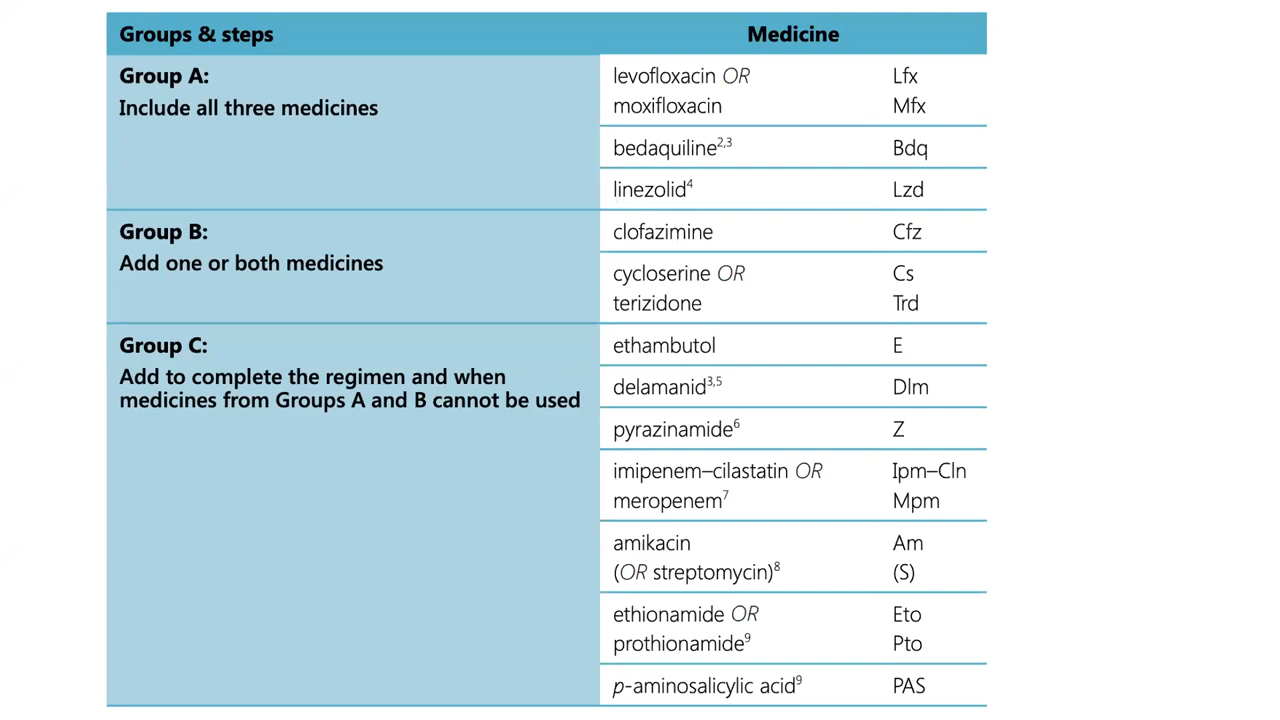 Groups & steps Medicine
Group A:
Include all three medicines
levofloxacin OR Lfx
moxifloxacin Mfx
bedaquiline2,3 Bdq
linezolid4 Lzd
Group B:
Add one or both medicines
clofazimine Cfz
cycloserine OR Cs
terizidone Trd
Group C:
Add to complete the regimen and when
medicines from Groups A and B cannot be used
ethambutol E
delamanid3,5 Dlm
pyrazinamide6 Z
imipenem–cilastatin OR Ipm–Cln
meropenem7 Mpm
amikacin Am
(OR streptomycin)8 (S)
ethionamide OR Eto
prothionamide9 Pto
p-aminosalicylic acid9 PAS